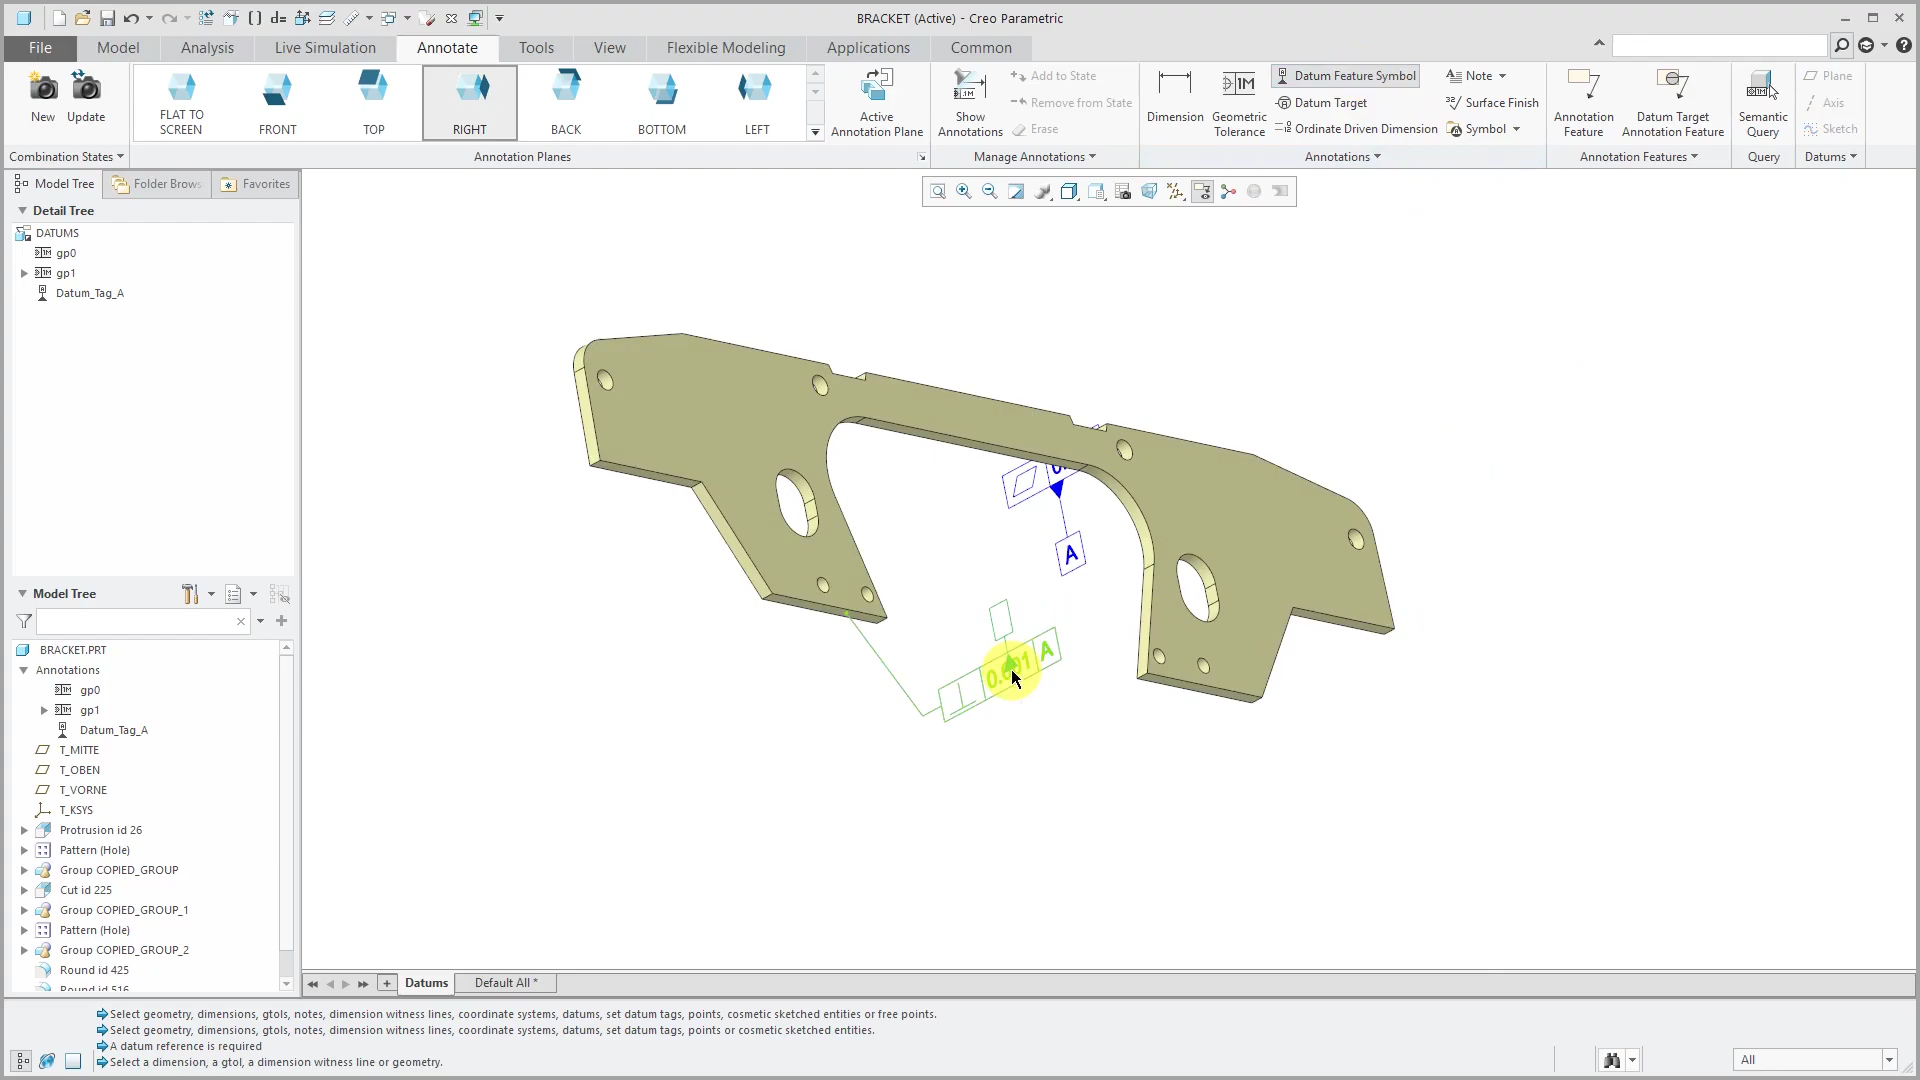 BRACKET (Active) - Creo Parametric
File
Model
Analysis
Live Simulation
Annotate
Tools
View
Flexible Modeling
Applications
Common
New
Update
Combination States
FLAT TO
SCREEN
FRONT
TOP
RIGHT
BACK
BOTTOM
LEFT
Annotation Planes
Active
Annotation Plane
Show
Annotations
Add to State
Remove from State
Erase
Manage Annotations
Dimension
Geometric
Tolerance
Datum Feature Symbol
Datum Target
Ordinate Driven Dimension
Note
Surface Finish
Symbol
Annotations
Annotation
Feature
Datum Target
Annotation Feature
Annotation Features
Semantic
Query
Query
Plane
Axis
Sketch
Datums
Model Tree
Folder Brows
Favorites
Detail Tree
DATUMS
gp0
gp1
Datum_Tag_A
Model Tree
BRACKET.PRT
Annotations
gp0
gp1
Datum_Tag_A
T_MITTE
T_OBEN
T_VORNE
T_KSYS
Protrusion id 26
Pattern (Hole)
Group COPIED_GROUP
Cut id 225
Group COPIED_GROUP_1
Pattern (Hole)
Group COPIED_GROUP_2
Round id 425
Round id 516
A
A
Datums
Default All *
Select geometry, dimensions, gtols, notes, dimension witness lines, coordinate systems, datums, set datum tags, points, cosmetic sketched entities or free points.
Select geometry, dimensions, gtols, notes, dimension witness lines, coordinate systems, datums, set datum tags, points or cosmetic sketched entities.
A datum reference is required
Select a dimension, a gtol, a dimension witness line or geometry.
All